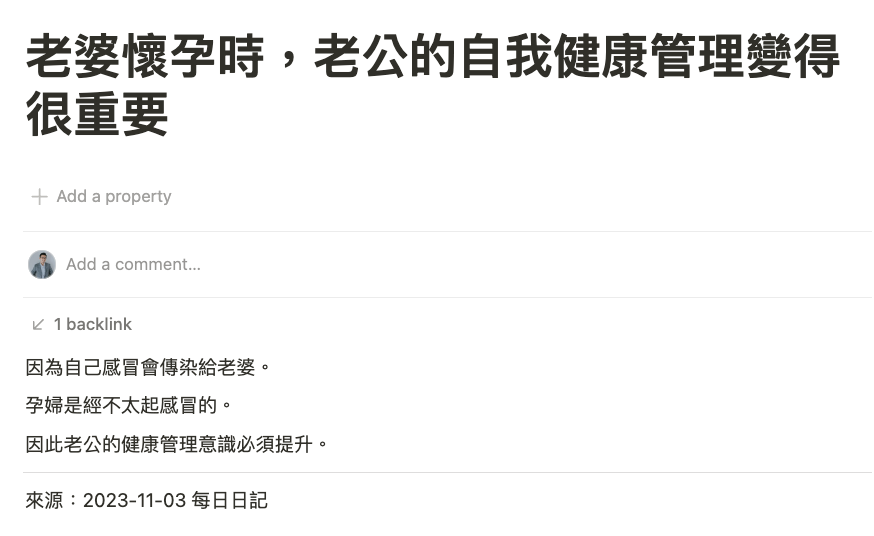 老婆懷孕時，老公的自我健康管理變得
很重要
Add a property
Add a comment...
1 backlink
因為自己感冒會傳染給老婆。
孕婦是經不太起感冒的。
因此老公的健康管理意識必須提升。
來源：2023-11-03 每日日記